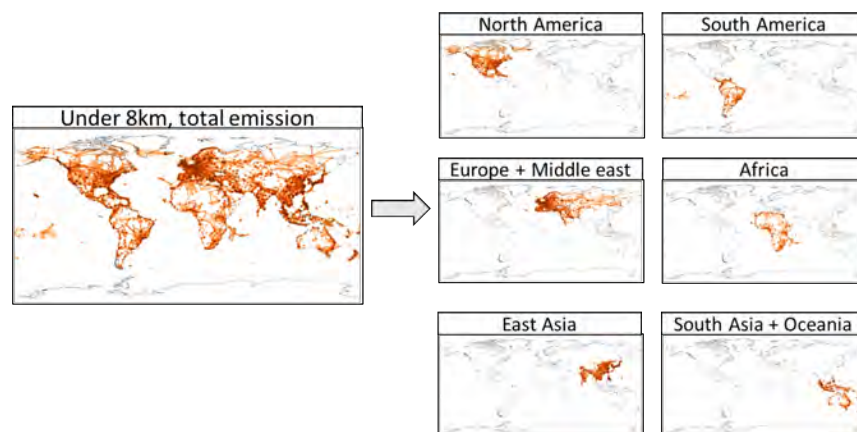 North America
South America
Under 8km, total emission
Europe + Middle east
Africa
East Asia
South Asia + Oceania